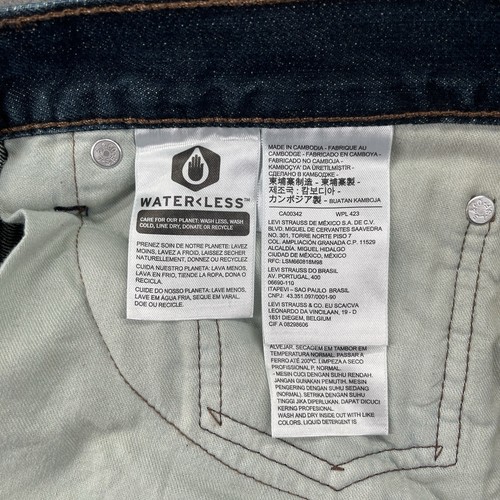 WATER<LESS™
CARE FOR OUR PLANET: WASH LESS, WASH
COLD, LINE DRY, DONATE OR RECYCLE
PRENEZ SOIN DE NOTRE PLANETE: LAVEZ
MOINS, LAVEZ A FROID, LAISSEZ SECHER
NATURELLEMENT, DONNEZ OU RECYCLEZ
CUIDA NUESTRO PLANETA: LAVA MENOS,
LAVA EN FRIO, TIENDE LA ROPA, DONA O
RECICLA.
CUIDE DO NOSSO PLANETA: LAVE MENOS,
LAVE EM ÁGUA FRIA, SEQUE EM VARAL,
DOE OU RECICLE.
MADE IN CAMBODIA - FABRIQUE AU
CAMBODGE - FABRICADO EN CAMBOYA -
FABRICADO NO CAMBOJA -
KAMBOÇYA' DA ÜRETİLMİŞTİR -
СДЕЛАНО В КАМБОДЖЕ -
柬埔寨制造 - 柬埔寨製 -
제조국 : 캄보디아 -
カンボジア製 - BUATAN KAMBOJA
CA00342 WPL 423
LEVI STRAUSS DE MÉXICO S.A. DE C.V.
BLVD. MIGUEL DE CERVANTES SAAVEDRA
NO. 301, TORRE NORTE PISO 7
COL. AMPLIACIÓN GRANADA C.P. 11529
ALCALDIA, MIGUEL HIDALGO
CIUDAD DE MÉXICO, MÉXICO
RFC: LSM660818M98
LEVI STRAUSS DO BRASIL
AV. PORTUGAL, 400
06690-110
ITAPEVI – SAO PAULO. BRASIL
CNPJ: 43.351.097/0001-90
LEVI STRAUSS & CO. EU SCA/CVA
LEONARDO DA VINCILAAN, 19 - D
1831 DIEGEM, BELGIUM
CIF A 08298606
ALVEJAR. SECAGEM EM TAMBOR EM
TEMPERATURA NORMAL. PASSAR A
FERRO ATÉ 200°C. LIMPEZA A SECO
PROFISSIONAL P, NORMAL.
- MESIN CUCI DENGAN SUHU RENDAH.
JANGAN GUNAKAN PEMUTIH. MESIN
PENGERING DENGAN SUHU SEDANG
(NORMAL). SETRIKA DENGAN SUHU
TINGGI JIKA DIPERLUKAN. DAPAT DICUCI
KERING PROFESIONAL.
WASH AND DRY INSIDE OUT WITH LIKE
COLORS. LIQUID DETERGENT IS